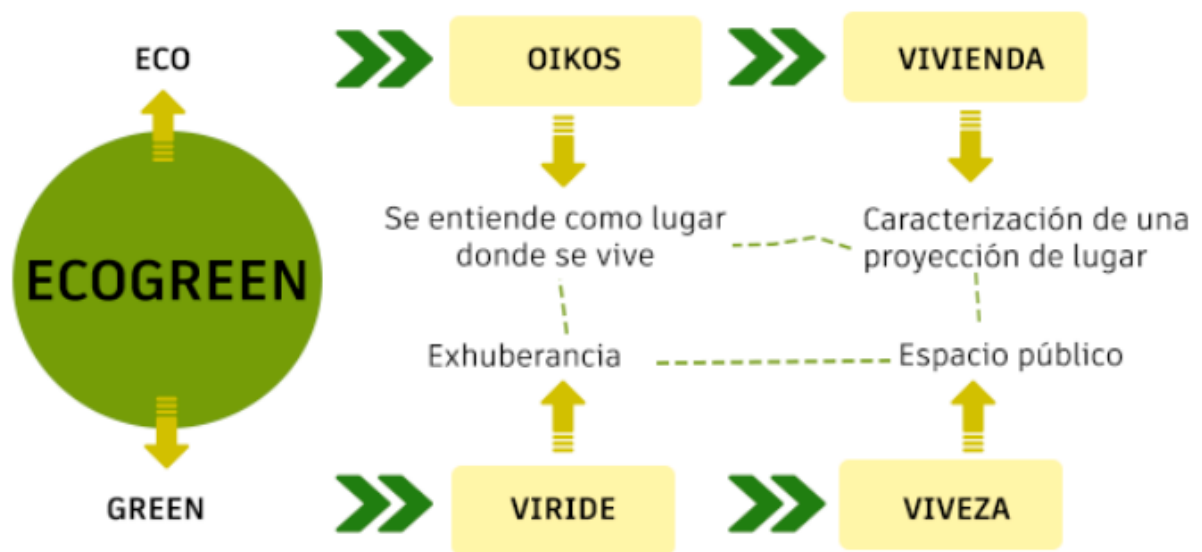 ECO
OIKOS
VIVIENDA
Se entiende como lugar
donde se vive
Caracterización de una
proyección de lugar
ECOGREEN
Exhuberancia
Espacio público
GREEN
VIRIDE
VIVEZA